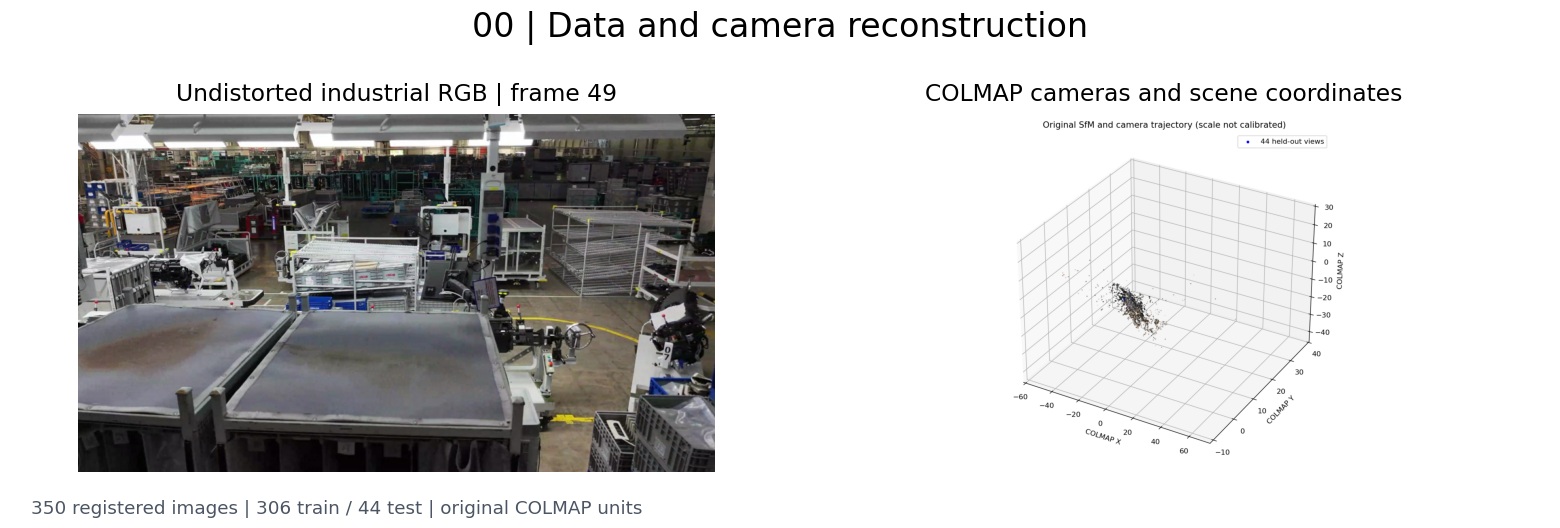 00 | Data and camera reconstruction
Undistorted industrial RGB | frame 49
COLMAP cameras and scene coordinates
Original SfM and camera trajectory (scale not calibrated)
44 held-out views
30
20
10
0
−10
−20
−30
−40
COLMAP Z
40
30
20
10
0
−10
COLMAP Y
−60
−40
−20
0
20
40
60
COLMAP X
350 registered images | 306 train / 44 test | original COLMAP units